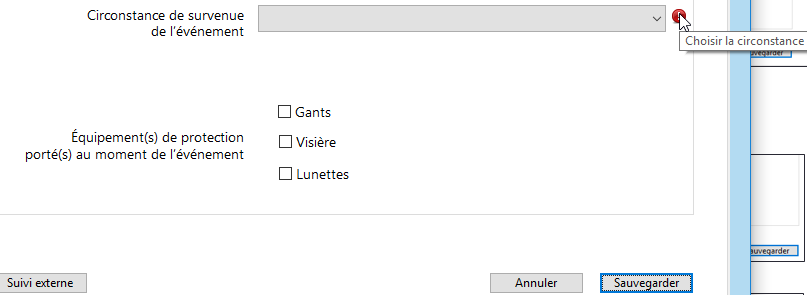 Circonstance de survenue
de l'événement
Choisir la circonstance
Sauvegarder
Gants
Équipement(s) de protection
porté(s) au moment de l'événement
Visière
Lunettes
auvegarder
Suivi externe
Annuler
Sauvegarder